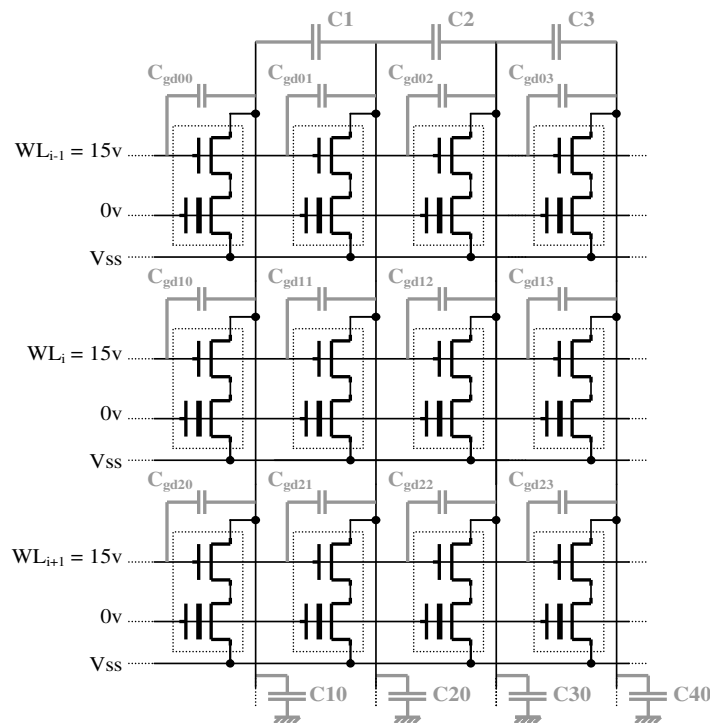 C1 C2 C3
Cgd00 Cgd01 Cgd02 Cgd03
WLi-1 = 15v
0v
Vss
Cgd10 Cgd11 Cgd12 Cgd13
WLi = 15v
0v
Vss
Cgd20 Cgd21 Cgd22 Cgd23
WLi+1 = 15v
0v
Vss
C10 C20 C30 C40